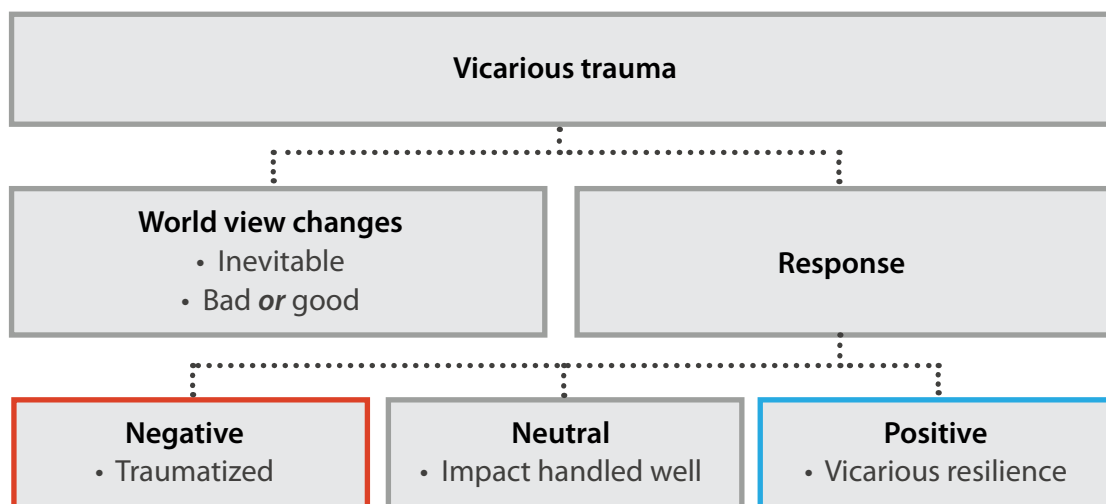 Vicarious trauma
World view changes
• Inevitable
• Bad or good
Response
Negative
• Traumatized
Neutral
• Impact handled well
Positive
• Vicarious resilience